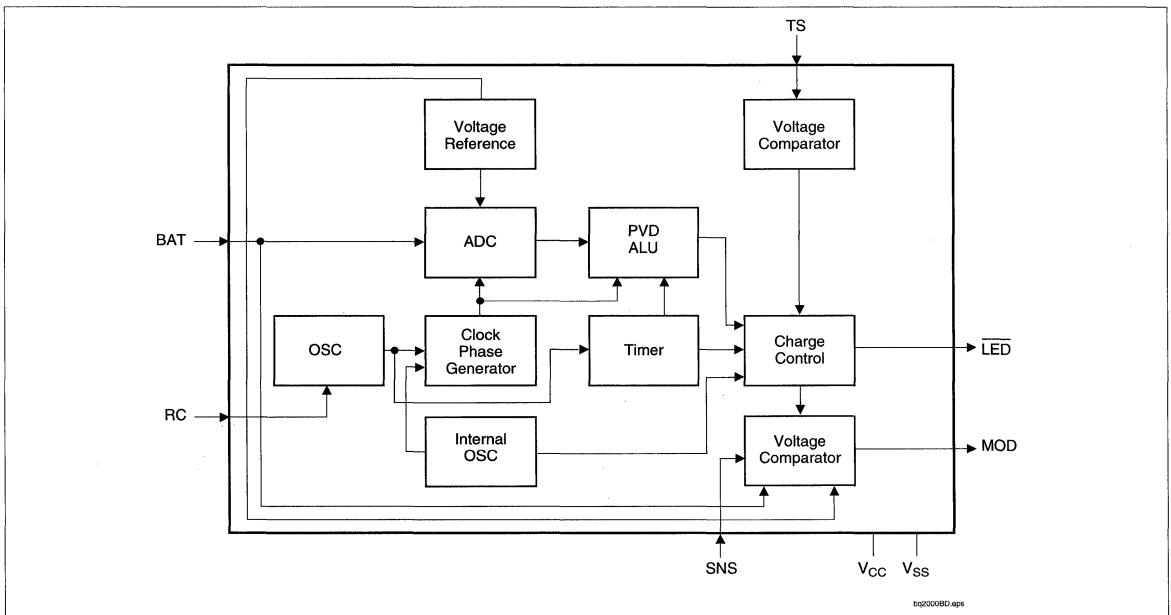 TS
Voltage
Reference
Voltage
Comparator
BAT
ADC
PVD
ALU
OSC
Clock
Phase
Generator
Timer
Charge
Control
LED
RC
Internal
OSC
Voltage
Comparator
MOD
SNS
VCC
VSS
bq2000BD.eps